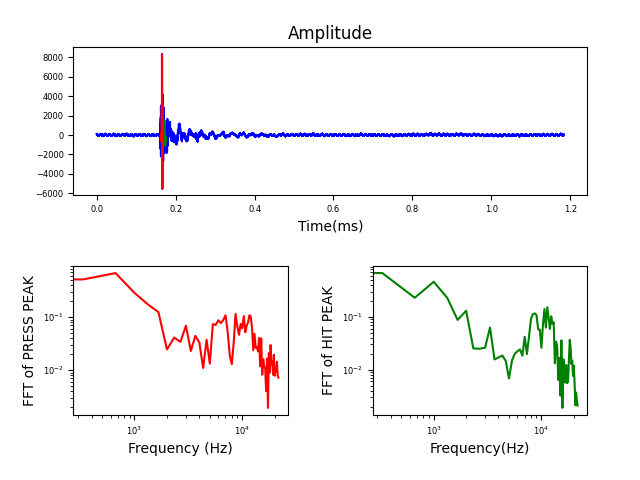 Amplitude
8000
6000
4000
2000
0
−2000
−4000
−6000
0.0 0.2 0.4 0.6 0.8 1.0 1.2
Time(ms)
FFT of PRESS PEAK
10⁻¹
10⁻²
10³ 10⁴
Frequency (Hz)
FFT of HIT PEAK
10⁻¹
10⁻²
10³ 10⁴
Frequency(Hz)